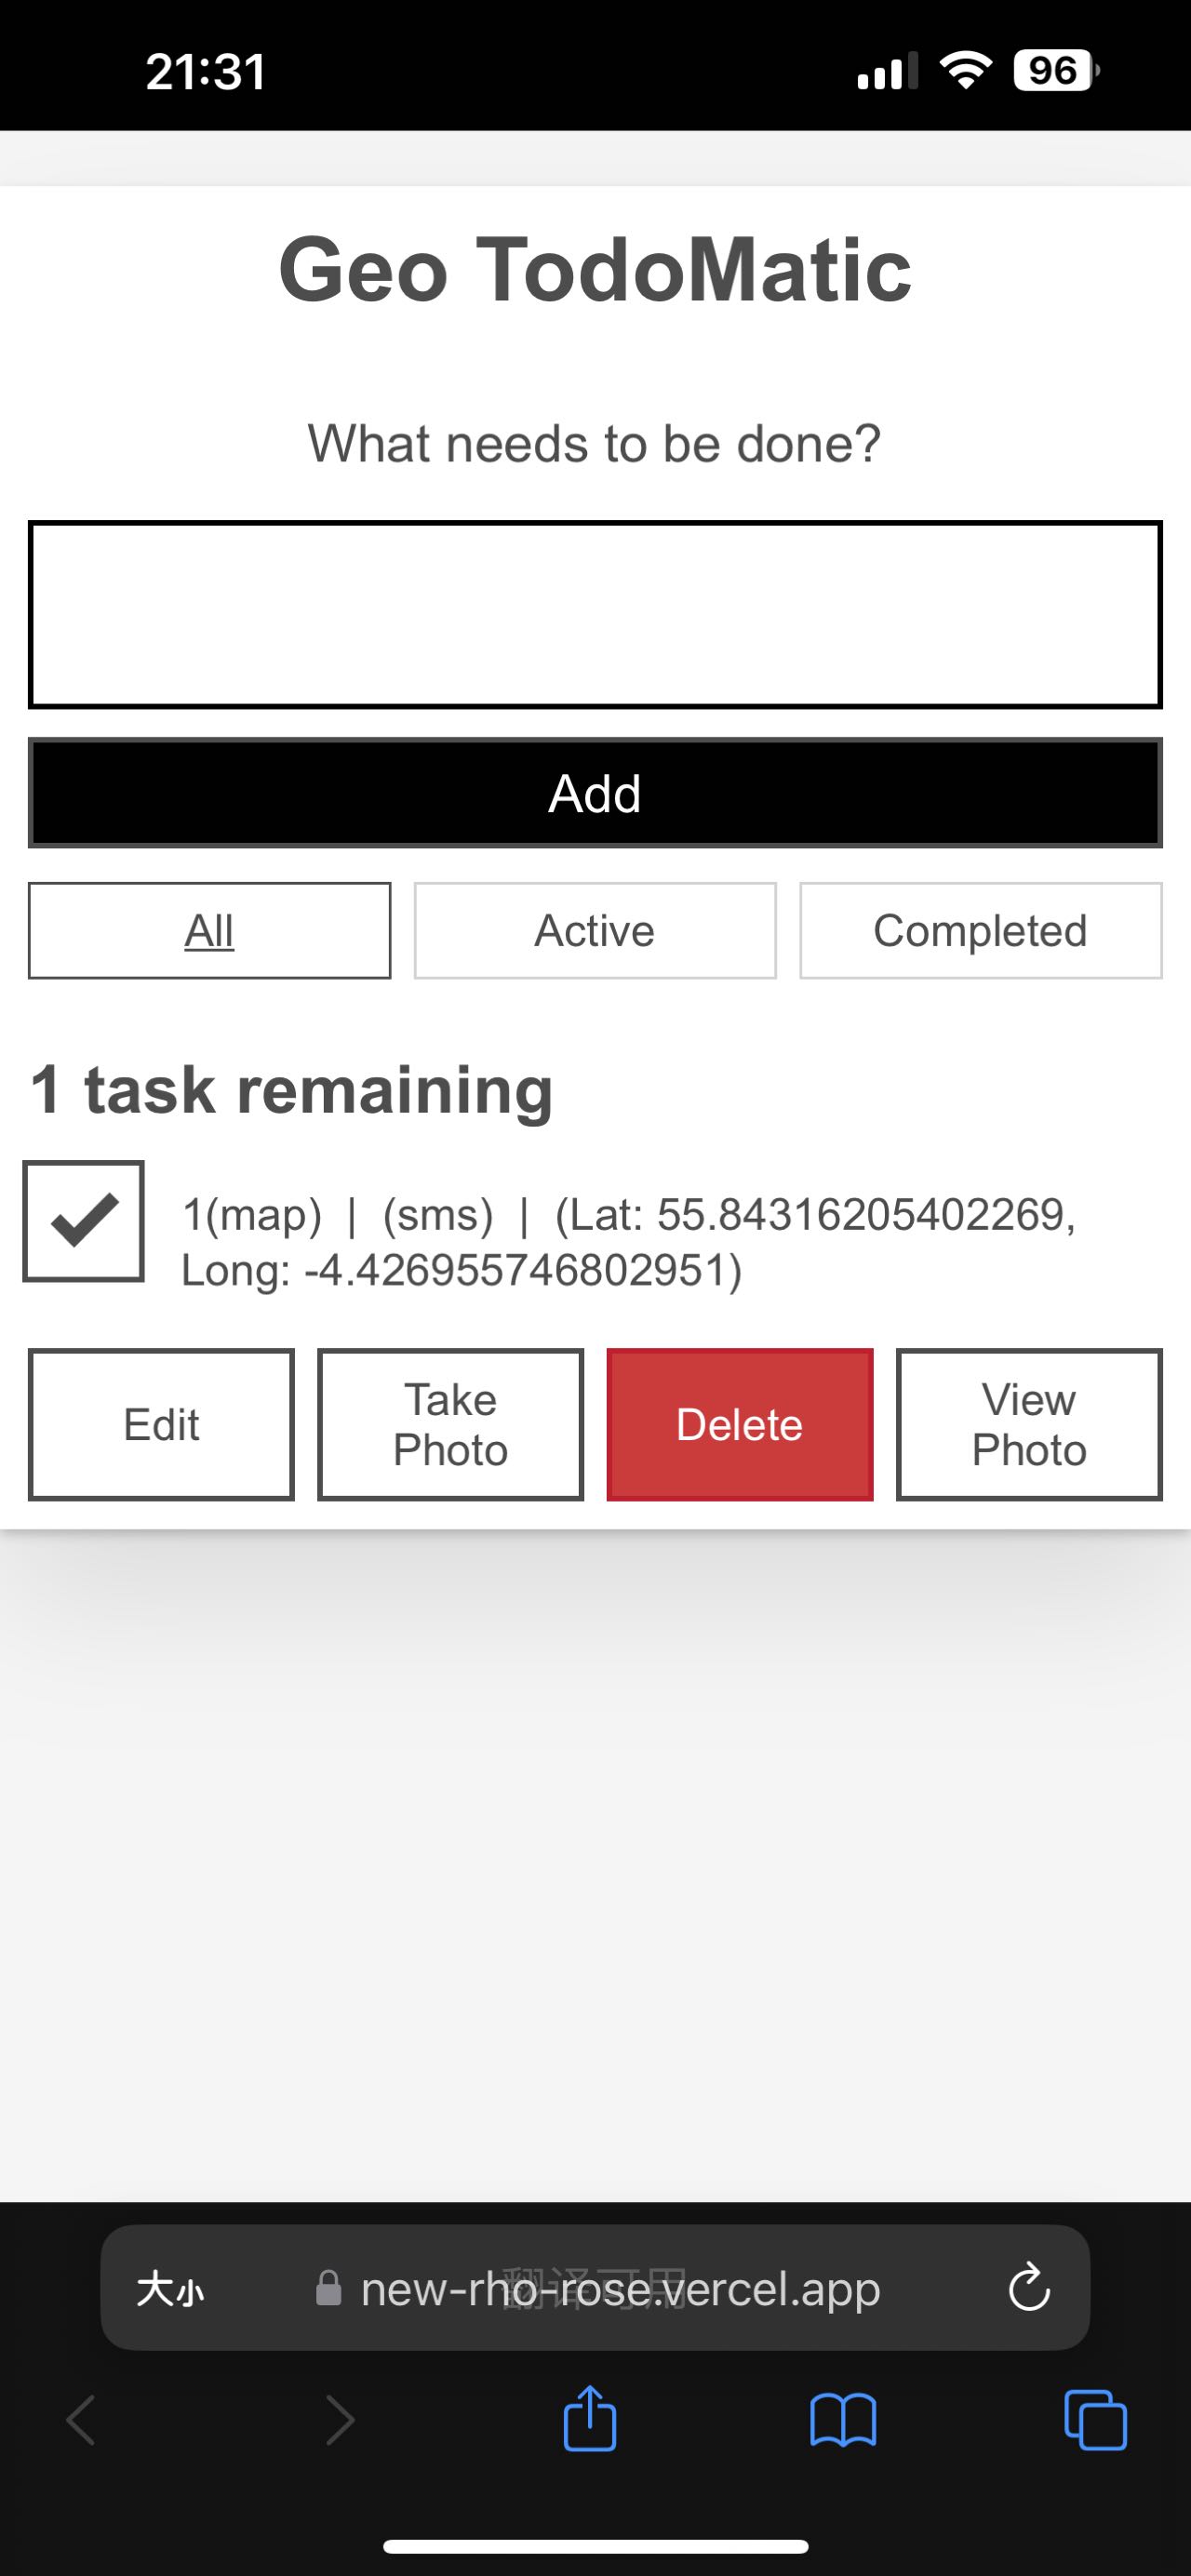 21:31
96
Geo TodoMatic
What needs to be done?
Add
All
Active
Completed
1 task remaining
1(map) | (sms) | (Lat: 55.84316205402269,
Long: -4.426955746802951)
Edit
Take
Photo
Delete
View
Photo
大小
new-rho-rose.vercel.app
翻译可用